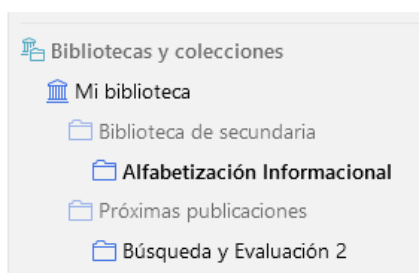 Bibliotecas y colecciones
Mi biblioteca
Biblioteca de secundaria
Alfabetización Informacional
Próximas publicaciones
Búsqueda y Evaluación 2